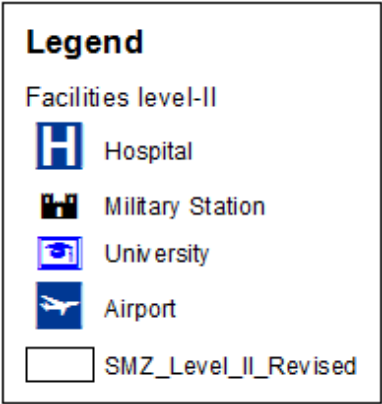 Legend
Facilities level-II
H Hospital
Military Station
University
Airport
SMZ_Level_II_Revised